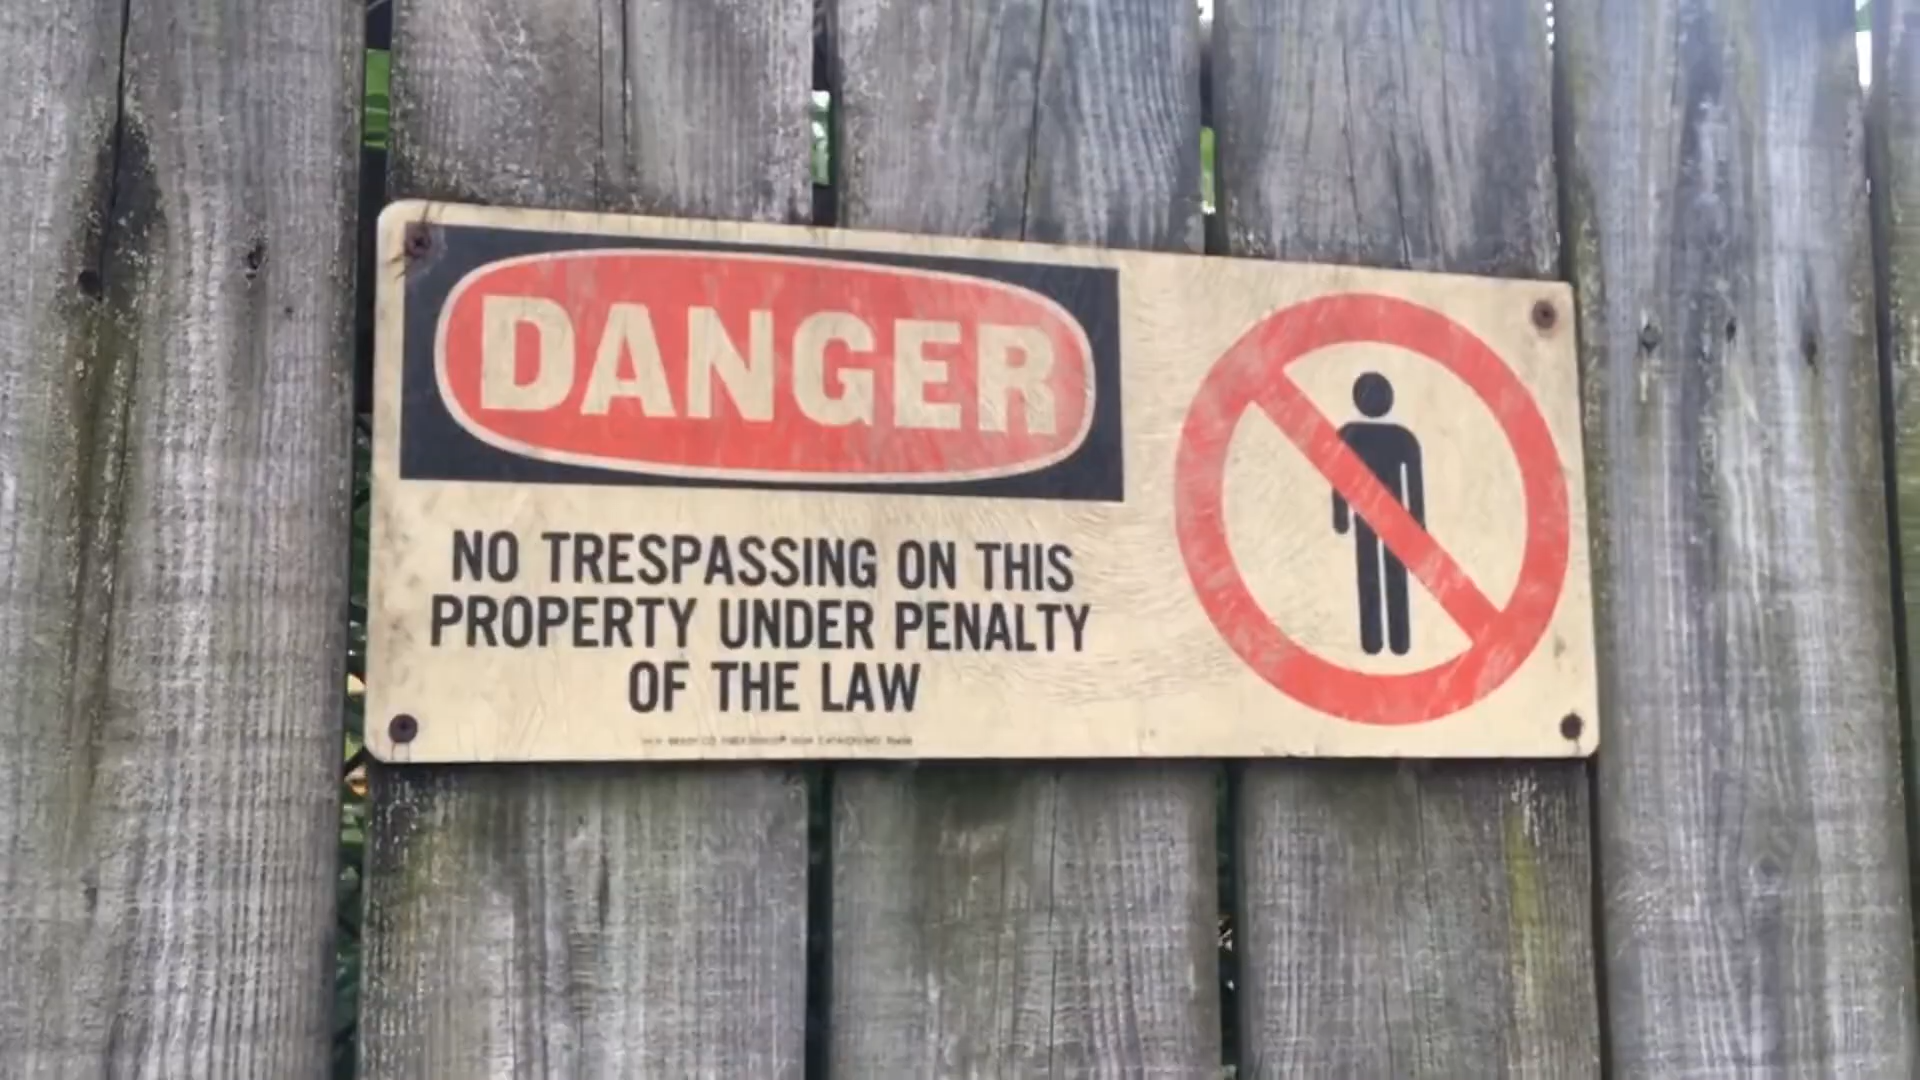 DANGER
NO TRESPASSING ON THIS
PROPERTY UNDER PENALTY
OF THE LAW